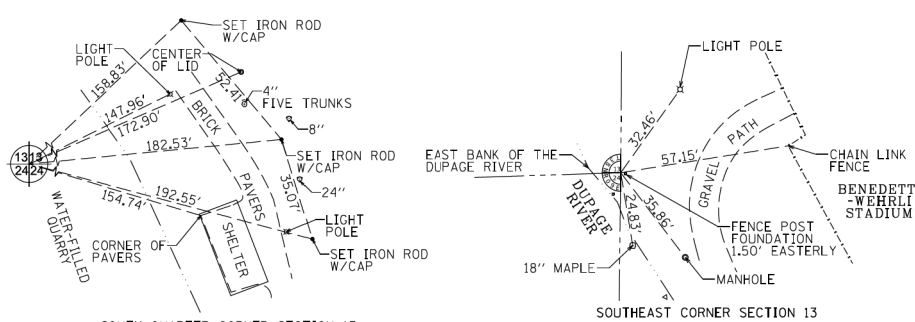 SET IRON ROD
W/CAP
LIGHT
POLE
CENTER
OF LID
158.83'
52.41
4"
FIVE TRUNKS
147.96'
172.90'
BRICK
8"
182.53'
13 13
24 24
SET IRON ROD
W/CAP
24"
PAVERS
35.07'
192.55'
154.74'
WATER-FILLED
QUARRY
LIGHT
POLE
CORNER OF
PAVERS
SHELTER
SET IRON ROD
W/CAP
LIGHT POLE
32.46'
PATH
EAST BANK OF THE
DUPAGE RIVER
57.15'
GRAVEL
CHAIN LINK
FENCE
BENEDETT
-WEHRLI
STADIUM
DUPAGE
RIVER
24.83'
35.86'
FENCE POST
FOUNDATION
1.50' EASTERLY
18" MAPLE
MANHOLE
SOUTHEAST CORNER SECTION 13